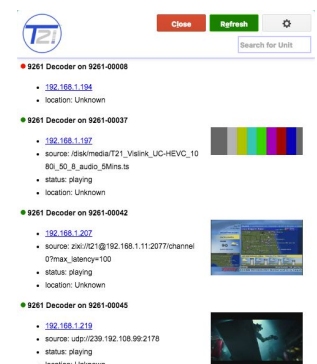 T2i
Close
Refresh
Search for Unit
9261 Decoder on 9261-00008
192.168.1.194
location: Unknown
9261 Decoder on 9261-00037
192.168.1.197
source: /disk/media/T21_Vislink_UC-HEVC_10
80i_50_8_audio_5Mins.ts
status: playing
location: Unknown
9261 Decoder on 9261-00042
192.168.1.207
source: zixi://t21@192.168.1.11:2077/channel
0?max_latency=100
status: playing
location: Unknown
9261 Decoder on 9261-00045
192.168.1.219
source: udp://239.192.108.99:2178
status: playing
location: Unknown